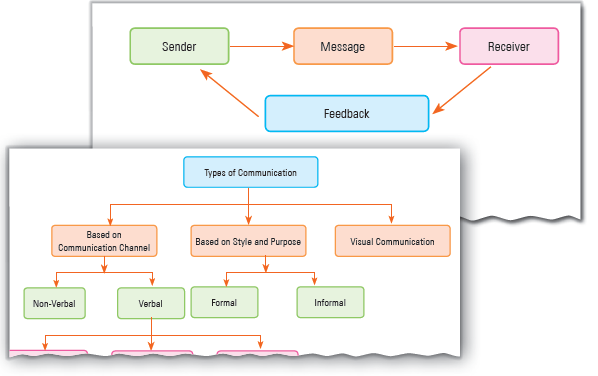 Sender
Message
Receiver
Feedback
Types of Communication
Based on
Communication Channel
Based on Style and Purpose
Visual Communication
Non-Verbal
Verbal
Formal
Informal